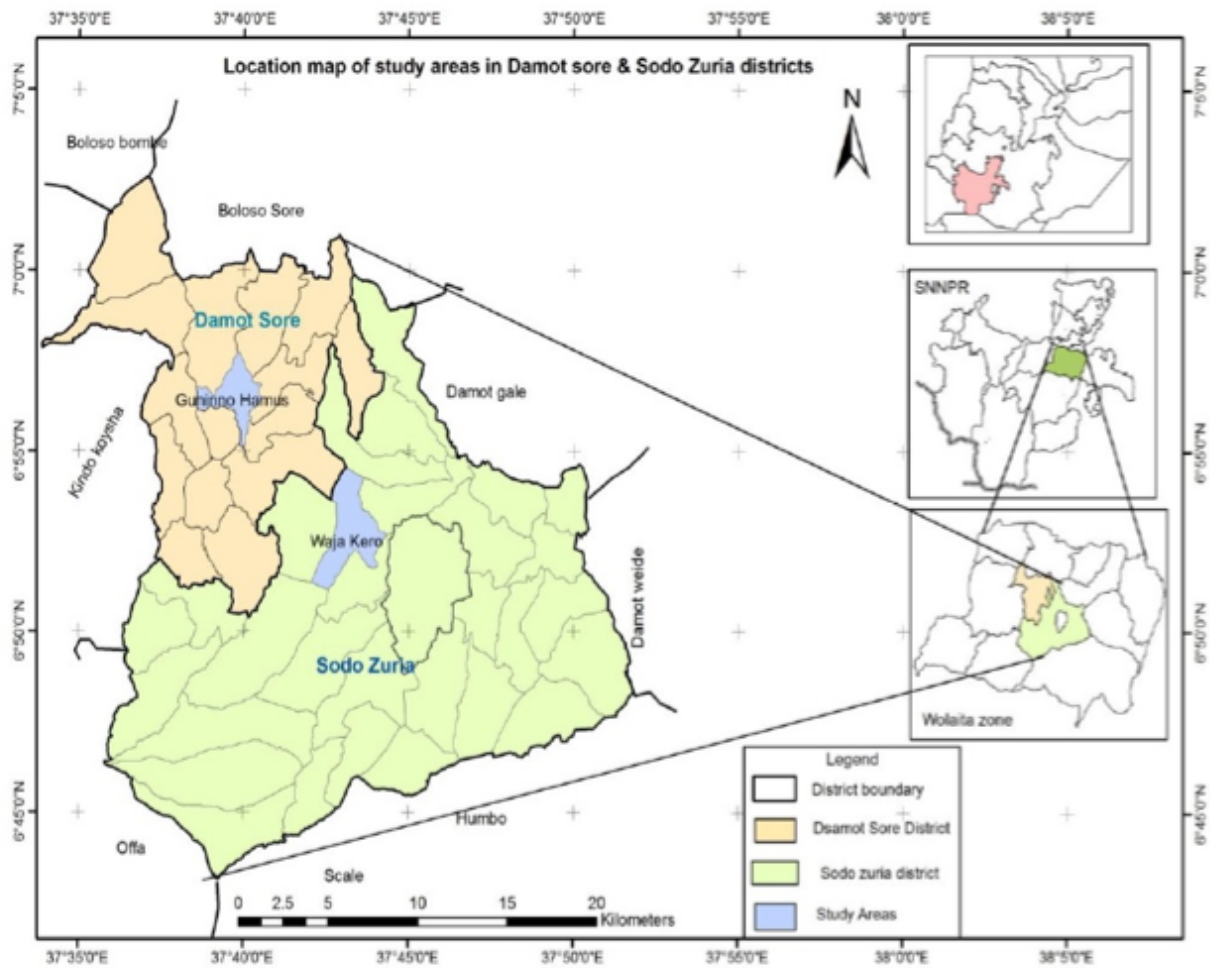 37°35'0"E 37°40'0"E 37°45'0"E 37°50'0"E 37°55'0"E 38°0'0"E 38°5'0"E
Location map of study areas in Damot sore & Sodo Zuria districts
N
7°5'0"N
7°5'0"N
Boloso bombe
Boloso Sore
7°0'0"N
7°0'0"N
SNNPR
Damot Sore
Damot gale
Gununo Hamus
Kindo koysha
6°55'0"N
6°55'0"N
Waja Kero
Damot weide
6°50'0"N
6°50'0"N
Sodo Zuria
Wolaita zone
Legend
District boundary
Dsamot Sore District
Sodo zuria district
Study Areas
6°45'0"N
6°45'0"N
Humbo
Offa
Scale
0 2.5 5 10 15 20
Kilometers
37°35'0"E 37°40'0"E 37°45'0"E 37°50'0"E 37°55'0"E 38°0'0"E 38°5'0"E